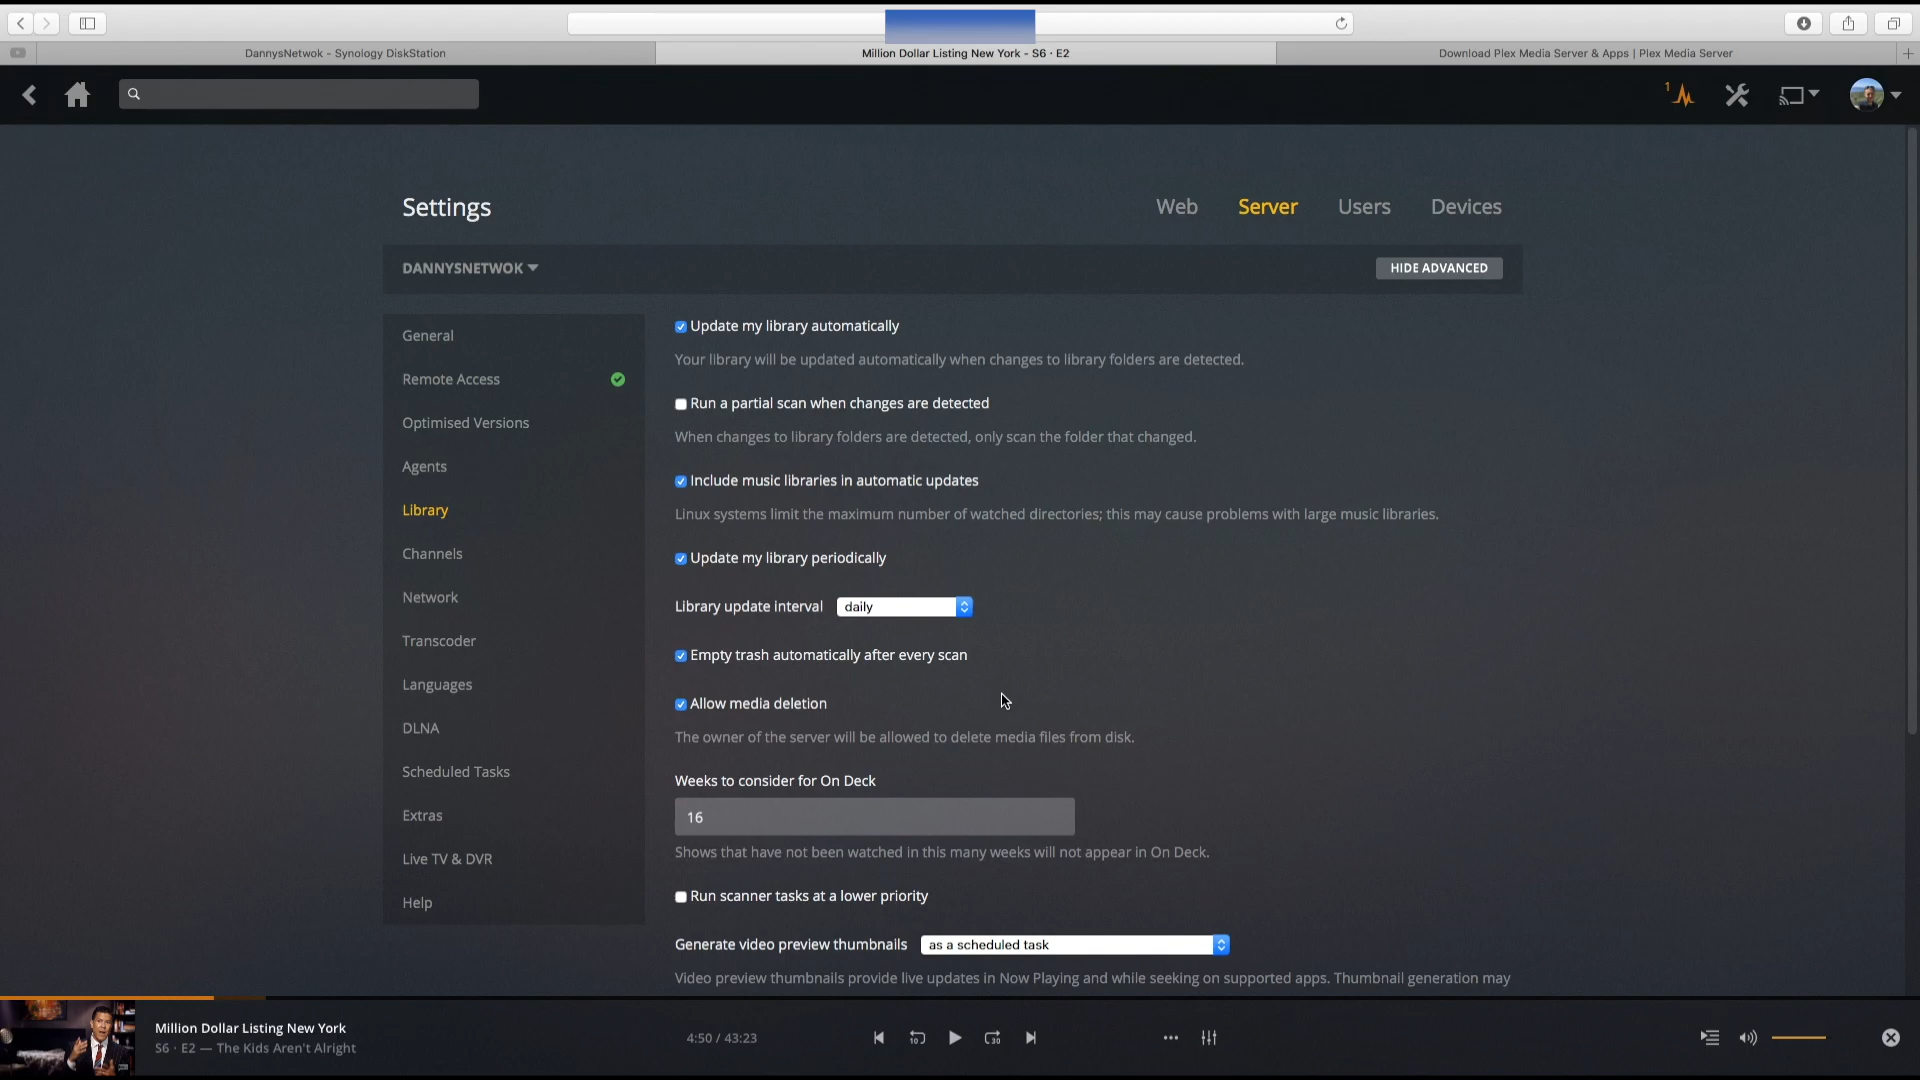 DannysNetwok - Synology DiskStation
Million Dollar Listing New York - S6 · E2
Download Plex Media Server & Apps | Plex Media Server
1
Settings
Web
Server
Users
Devices
DANNYSNETWOK
HIDE ADVANCED
General
Remote Access
Optimised Versions
Agents
Library
Channels
Network
Transcoder
Languages
DLNA
Scheduled Tasks
Extras
Live TV & DVR
Help
Update my library automatically
Your library will be updated automatically when changes to library folders are detected.
Run a partial scan when changes are detected
When changes to library folders are detected, only scan the folder that changed.
Include music libraries in automatic updates
Linux systems limit the maximum number of watched directories; this may cause problems with large music libraries.
Update my library periodically
Library update interval daily
Empty trash automatically after every scan
Allow media deletion
The owner of the server will be allowed to delete media files from disk.
Weeks to consider for On Deck
16
Shows that have not been watched in this many weeks will not appear in On Deck.
Run scanner tasks at a lower priority
Generate video preview thumbnails as a scheduled task
Video preview thumbnails provide live updates in Now Playing and while seeking on supported apps. Thumbnail generation may
Million Dollar Listing New York
S6 · E2 — The Kids Aren't Alright
4:50 / 43:23
10
30